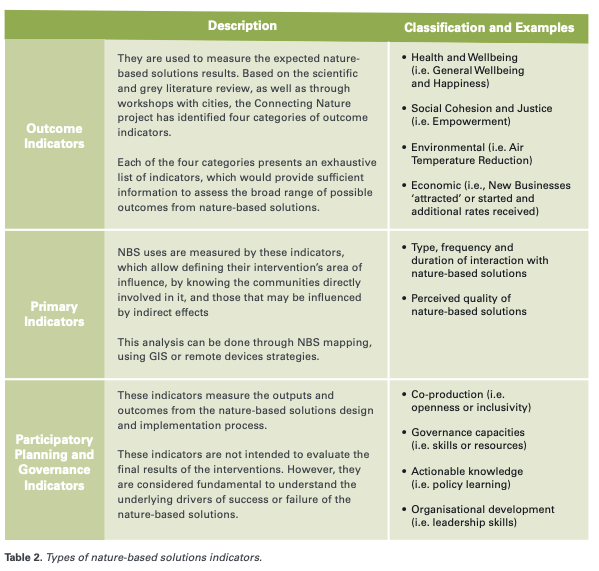 Description
Classification and Examples
Outcome
Indicators
They are used to measure the expected nature-
based solutions results. Based on the scientific
and grey literature review, as well as through
workshops with cities, the Connecting Nature
project has identified four categories of outcome
indicators.
Each of the four categories presents an exhaustive
list of indicators, which would provide sufficient
information to assess the broad range of possible
outcomes from nature-based solutions.
• Health and Wellbeing
(i.e. General Wellbeing
and Happiness)
• Social Cohesion and Justice
(i.e. Empowerment)
• Environmental (i.e. Air
Temperature Reduction)
• Economic (i.e., New Businesses
‘attracted’ or started and
additional rates received)
Primary
Indicators
NBS uses are measured by these indicators,
which allow defining their intervention’s area of
influence, by knowing the communities directly
involved in it, and those that may be influenced
by indirect effects
This analysis can be done through NBS mapping,
using GIS or remote devices strategies.
• Type, frequency and
duration of interaction with
nature-based solutions
• Perceived quality of
nature-based solutions
Participatory
Planning and
Governance
Indicators
These indicators measure the outputs and
outcomes from the nature-based solutions design
and implementation process.
These indicators are not intended to evaluate the
final results of the interventions. However, they
are considered fundamental to understand the
underlying drivers of success or failure of the
nature-based solutions.
• Co-production (i.e.
openness or inclusivity)
• Governance capacities
(i.e. skills or resources)
• Actionable knowledge
(i.e. policy learning)
• Organisational development
(i.e. leadership skills)
Table 2. Types of nature-based solutions indicators.